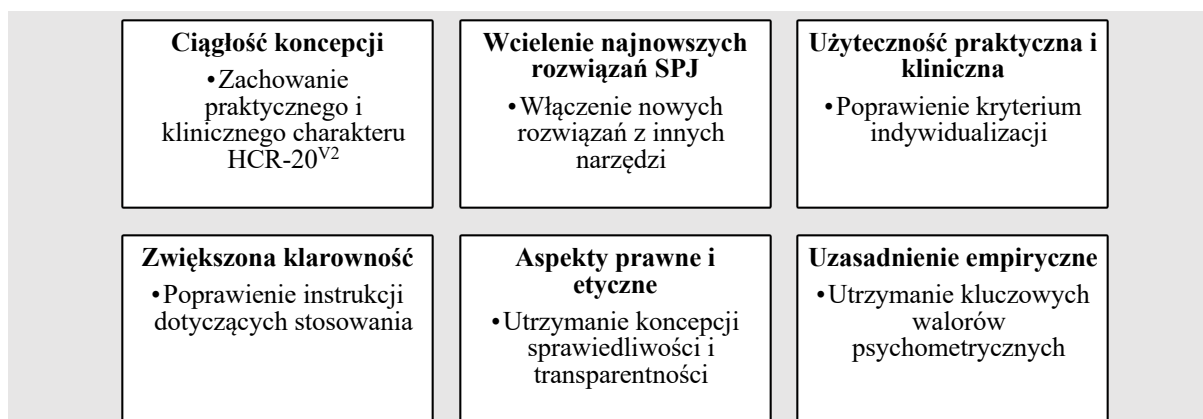 Ciągłość koncepcji
•Zachowanie
praktycznego i
klinicznego charakteru
HCR-20V2
Wcielenie najnowszych
rozwiązań SPJ
•Włączenie nowych
rozwiązań z innych
narzędzi
Użyteczność praktyczna i
kliniczna
•Poprawienie kryterium
indywidualizacji
Zwiększona klarowność
•Poprawienie instrukcji
dotyczących stosowania
Aspekty prawne i
etyczne
•Utrzymanie koncepcji
sprawiedliwości i
transparentności
Uzasadnienie empiryczne
•Utrzymanie kluczowych
walorów
psychometrycznych